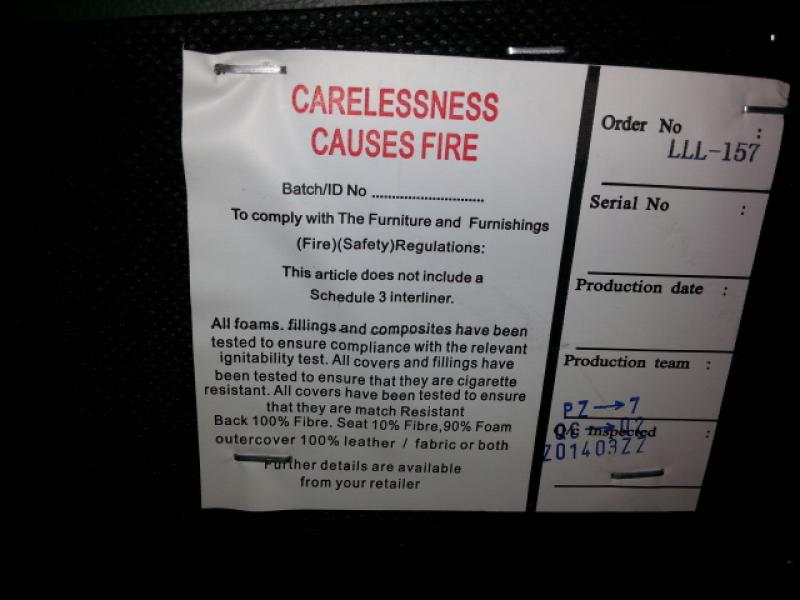 CARELESSNESS
CAUSES FIRE
Batch/ID No ..............................
To comply with The Furniture and Furnishings
(Fire)(Safety)Regulations:
This article does not include a
Schedule 3 interliner.
All foams. fillings and composites have been
tested to ensure compliance with the relevant
ignitability test. All covers and fillings have
been tested to ensure that they are cigarette
resistant. All covers have been tested to ensure
that they are match Resistant
Back 100% Fibre. Seat 10% Fibre,90% Foam
outercover 100% leather / fabric or both
Further details are available
from your retailer
Order No :
LLL-157
Serial No :
Production date :
Production team :
PZ→7
Q/c Inspected :